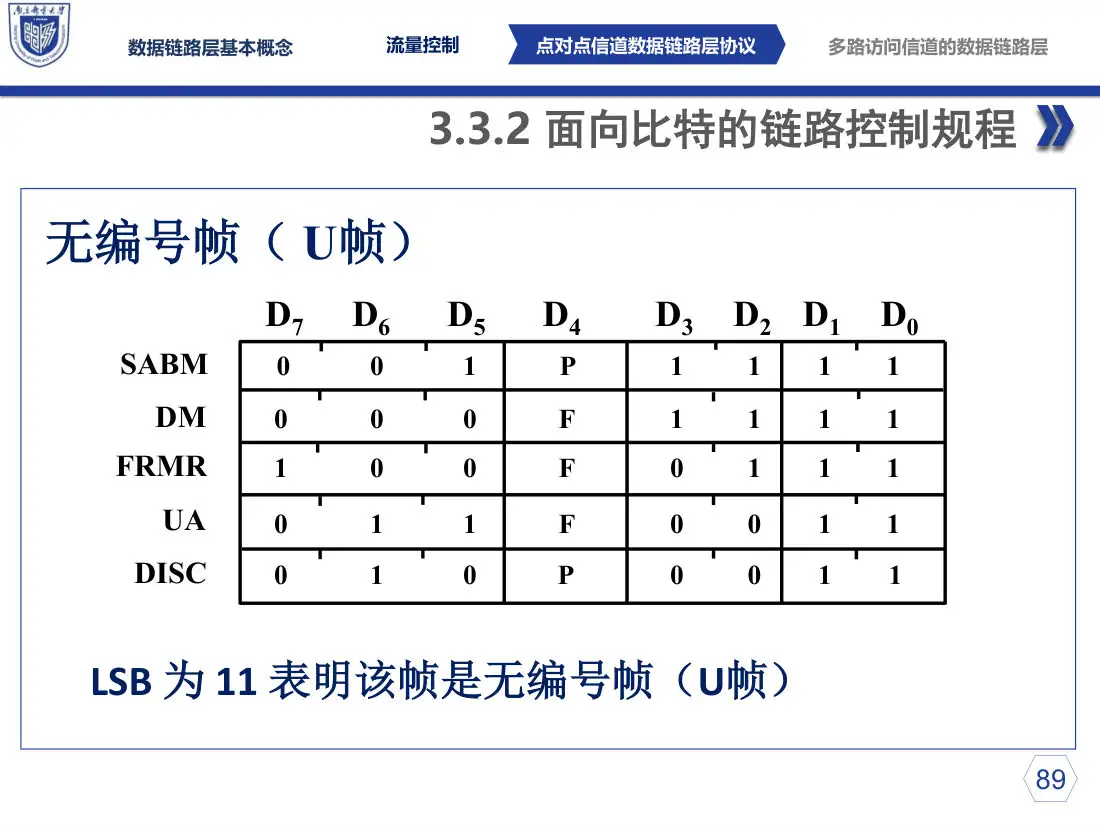 数据链路层基本概念
流量控制
点对点信道数据链路层协议
多路访问信道的数据链路层
3.3.2 面向比特的链路控制规程
无编号帧（ U帧）
D7 D6 D5 D4 D3 D2 D1 D0
SABM 0 0 1 P 1 1 1 1
DM 0 0 0 F 1 1 1 1
FRMR 1 0 0 F 0 1 1 1
UA 0 1 1 F 0 0 1 1
DISC 0 1 0 P 0 0 1 1
LSB 为 11 表明该帧是无编号帧（U帧）
89